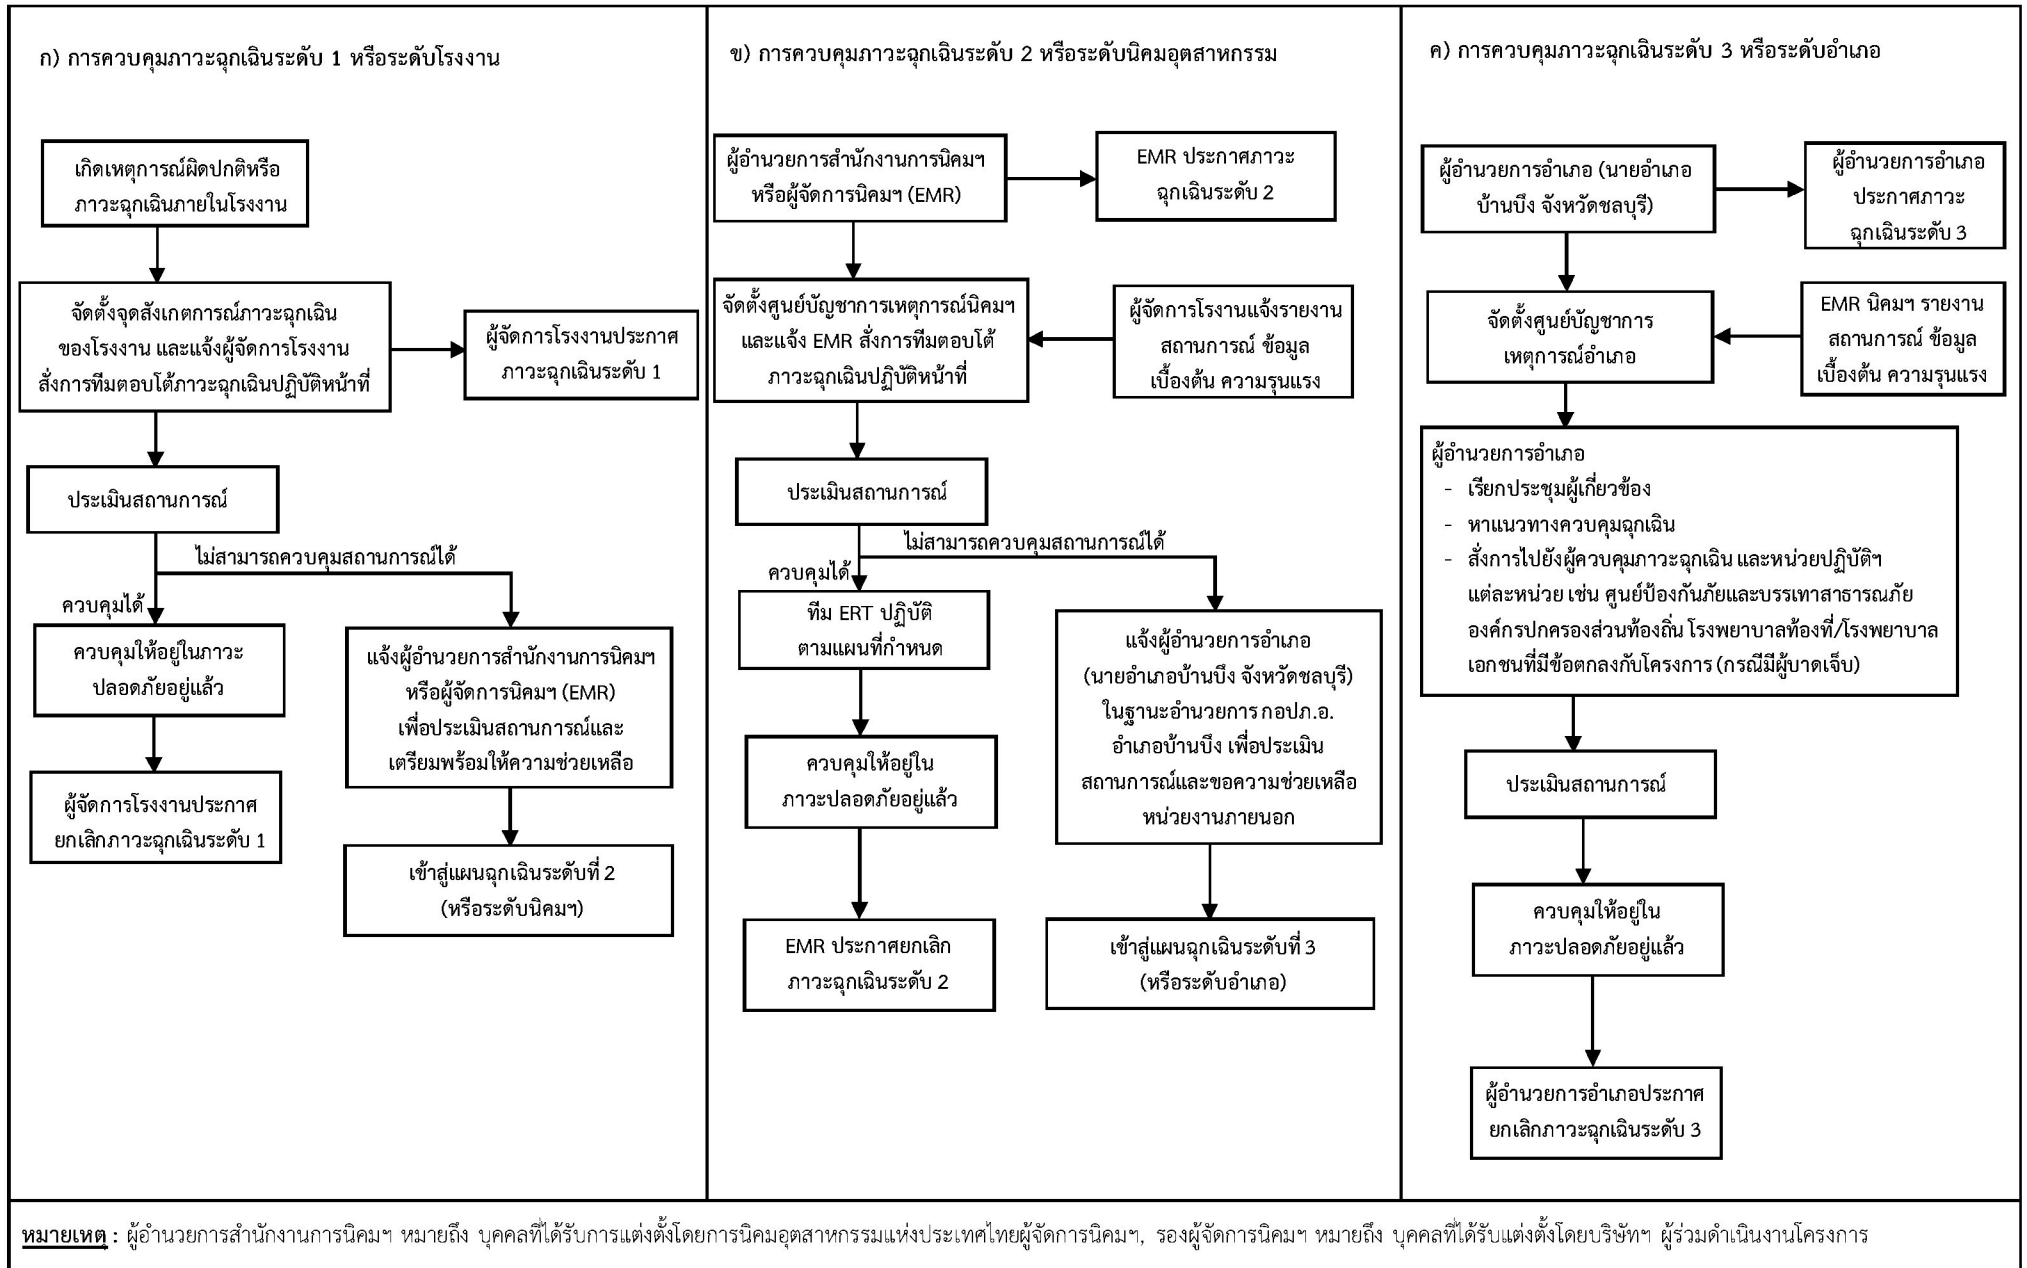 ก) การควบคุมภาวะฉุกเฉินระดับ 1 หรือระดับโรงงาน
เกิดเหตุการณ์ผิดปกติหรือ
ภาวะฉุกเฉินภายในโรงงาน
จัดตั้งจุดสังเกตการณ์ภาวะฉุกเฉิน
ของโรงงาน และแจ้งผู้จัดการโรงงาน
สั่งการทีมตอบโต้ภาวะฉุกเฉินปฏิบัติหน้าที่
ผู้จัดการโรงงานประกาศ
ภาวะฉุกเฉินระดับ 1
ประเมินสถานการณ์
ไม่สามารถควบคุมสถานการณ์ได้
ควบคุมได้
ควบคุมให้อยู่ในภาวะ
ปลอดภัยอยู่แล้ว
ผู้จัดการโรงงานประกาศ
ยกเลิกภาวะฉุกเฉินระดับ 1
แจ้งผู้อำนวยการสำนักงานการนิคมฯ
หรือผู้จัดการนิคมฯ (EMR)
เพื่อประเมินสถานการณ์และ
เตรียมพร้อมให้ความช่วยเหลือ
เข้าสู่แผนฉุกเฉินระดับที่ 2
(หรือระดับนิคมฯ)
ข) การควบคุมภาวะฉุกเฉินระดับ 2 หรือระดับนิคมอุตสาหกรรม
ผู้อำนวยการสำนักงานการนิคมฯ
หรือผู้จัดการนิคมฯ (EMR)
EMR ประกาศภาวะ
ฉุกเฉินระดับ 2
จัดตั้งศูนย์บัญชาการเหตุการณ์นิคมฯ
และแจ้ง EMR สั่งการทีมตอบโต้
ภาวะฉุกเฉินปฏิบัติหน้าที่
ผู้จัดการโรงานแจ้งรายงาน
สถานการณ์ ข้อมูล
เบื้องต้น ความรุนแรง
ประเมินสถานการณ์
ไม่สามารถควบคุมสถานการณ์ได้
ควบคุมได้
ทีม ERT ปฏิบัติ
ตามแผนที่กำหนด
ควบคุมให้อยู่ใน
ภาวะปลอดภัยอยู่แล้ว
EMR ประกาศยกเลิก
ภาวะฉุกเฉินระดับ 2
แจ้งผู้อำนวยการอำเภอ
(นายอำเภอบ้านบึง จังหวัดชลบุรี)
ในฐานะอำนวยการ กอปภ.อ.
อำเภอบ้านบึง เพื่อประเมิน
สถานการณ์และขอความช่วยเหลือ
หน่วยงานภายนอก
เข้าสู่แผนฉุกเฉินระดับที่ 3
(หรือระดับอำเภอ)
ค) การควบคุมภาวะฉุกเฉินระดับ 3 หรือระดับอำเภอ
ผู้อำนวยการอำเภอ (นายอำเภอ
บ้านบึง จังหวัดชลบุรี)
ผู้อำนวยการอำเภอ
ประกาศภาวะ
ฉุกเฉินระดับ 3
จัดตั้งศูนย์บัญชาการ
เหตุการณ์อำเภอ
EMR นิคมฯ รายงาน
สถานการณ์ ข้อมูล
เบื้องต้น ความรุนแรง
ผู้อำนวยการอำเภอ
- เรียกประชุมผู้เกี่ยวข้อง
- หาแนวทางควบคุมฉุกเฉิน
- สั่งการไปยังผู้ควบคุมภาวะฉุกเฉิน และหน่วยปฏิบัติฯ
แต่ละหน่วย เช่น ศูนย์ป้องกันภัยและบรรเทาสาธารณภัย
องค์กรปกครองส่วนท้องถิ่น โรงพยาบาลท้องที่/โรงพยาบาล
เอกชนที่มีข้อตกลงกับโครงการ (กรณีมีผู้บาดเจ็บ)
ประเมินสถานการณ์
ควบคุมให้อยู่ใน
ภาวะปลอดภัยอยู่แล้ว
ผู้อำนวยการอำเภอประกาศ
ยกเลิกภาวะฉุกเฉินระดับ 3
หมายเหตุ : ผู้อำนวยการสำนักงานการนิคมฯ หมายถึง บุคคลที่ได้รับการแต่งตั้งโดยการนิคมอุตสาหกรรมแห่งประเทศไทยผู้จัดการนิคมฯ, รองผู้จัดการนิคมฯ หมายถึง บุคคลที่ได้รับแต่งตั้งโดยบริษัทฯ ผู้ร่วมดำเนินงานโครงการ